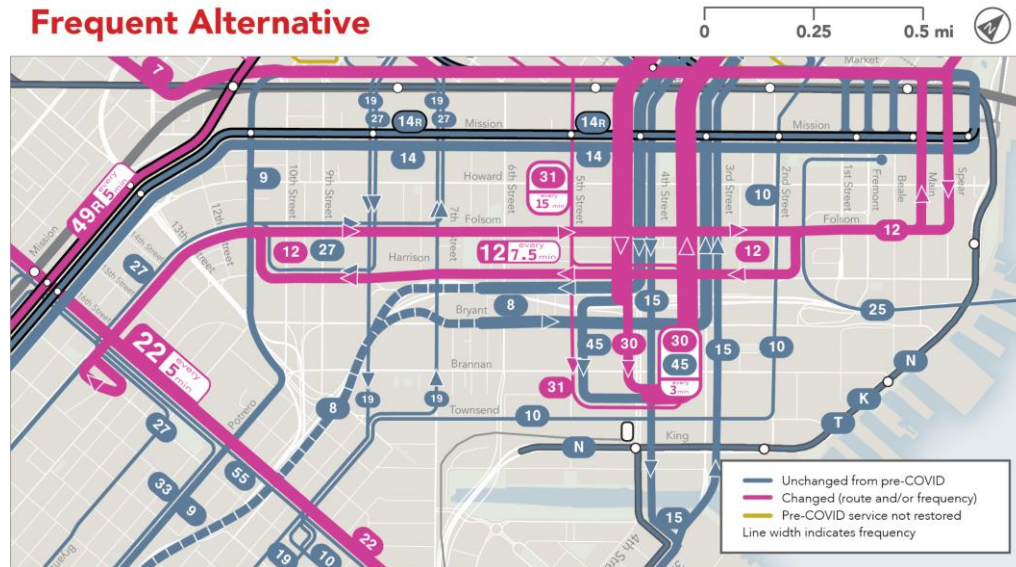 Frequent Alternative
0 0.25 0.5 mi
7
Market
19 19
27 27
Mission
14R
14R
Mission
14
14
49R every 5 min
Mission
9
10th Street
9th Street
7th Street
6th Street
5th Street
4th Street
3rd Street
2nd Street
1st Street
Fremont
Beale
Main
Spear
Howard
31
every
15 min
10
12th Street
13th Street
14th Street
15th Street
16th Street
27
Folsom
Folsom
12
12
27
12 every 7.5 min
12
Harrison
8
15
25
Bryant
45
30
30
45
every
3 min
15
10
Brannan
31
22 every 5 min
8
19
19
Townsend
10
N
K
T
King
N
Potrero
27
55
33
9
22
19
10
15
4th Street
Bryant
Unchanged from pre-COVID
Changed (route and/or frequency)
Pre-COVID service not restored
Line width indicates frequency